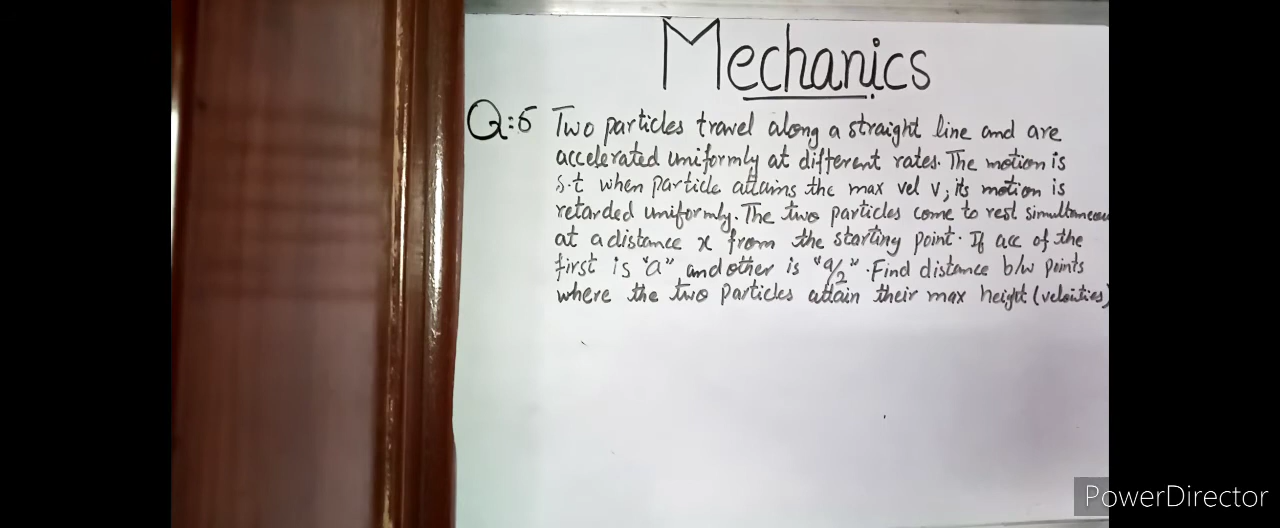 Mechanics
Q:5 Two particles travel along a straight line and are
accelerated uniformly at different rates. The motion is
s.t when particle attains the max vel v; its motion is
retarded uniformly. The two particles come to rest simultaneou
at a distance x from the starting point. If acc of the
first is "a" and other is "a/2". Find distance b/w points
where the two particles attain their max height (velocities)
PowerDirector